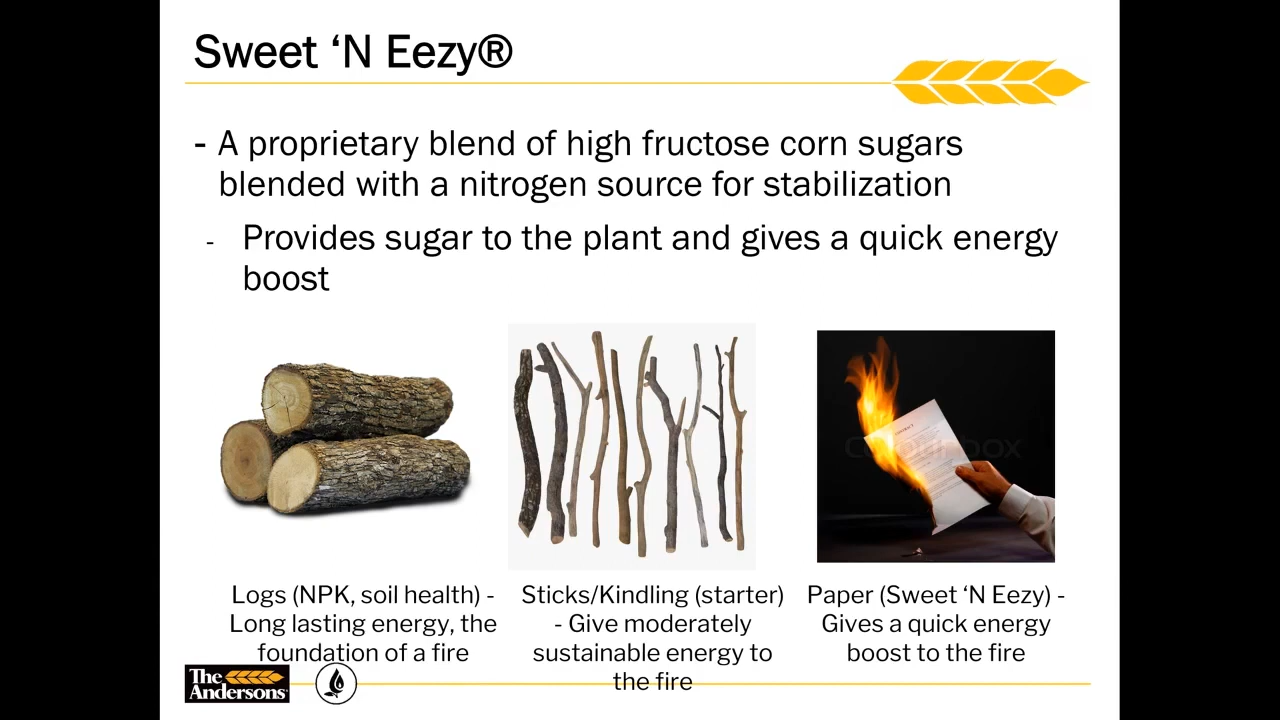 Sweet ‘N Eezy®
- A proprietary blend of high fructose corn sugars
blended with a nitrogen source for stabilization
- Provides sugar to the plant and gives a quick energy
boost
Logs (NPK, soil health) -
Long lasting energy, the
foundation of a fire
Sticks/Kindling (starter)
- Give moderately
sustainable energy to
the fire
Paper (Sweet ‘N Eezy) -
Gives a quick energy
boost to the fire
The
Andersons